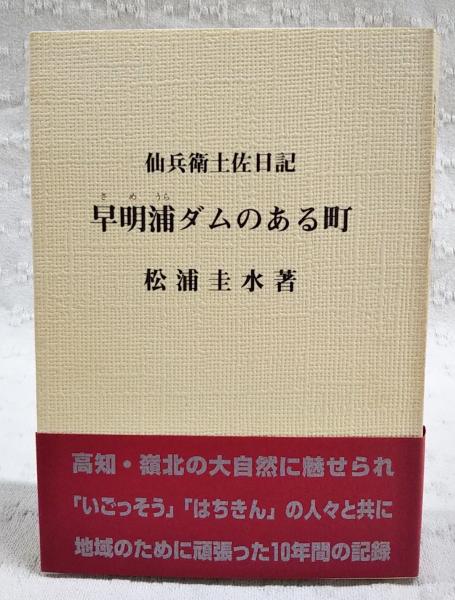 仙兵衛土佐日記
さめうら
早明浦ダムのある町
松浦圭水著
高知・嶺北の大自然に魅せられ
「いごっそう」「はちきん」の人々と共に
地域のために頑張った10年間の記録